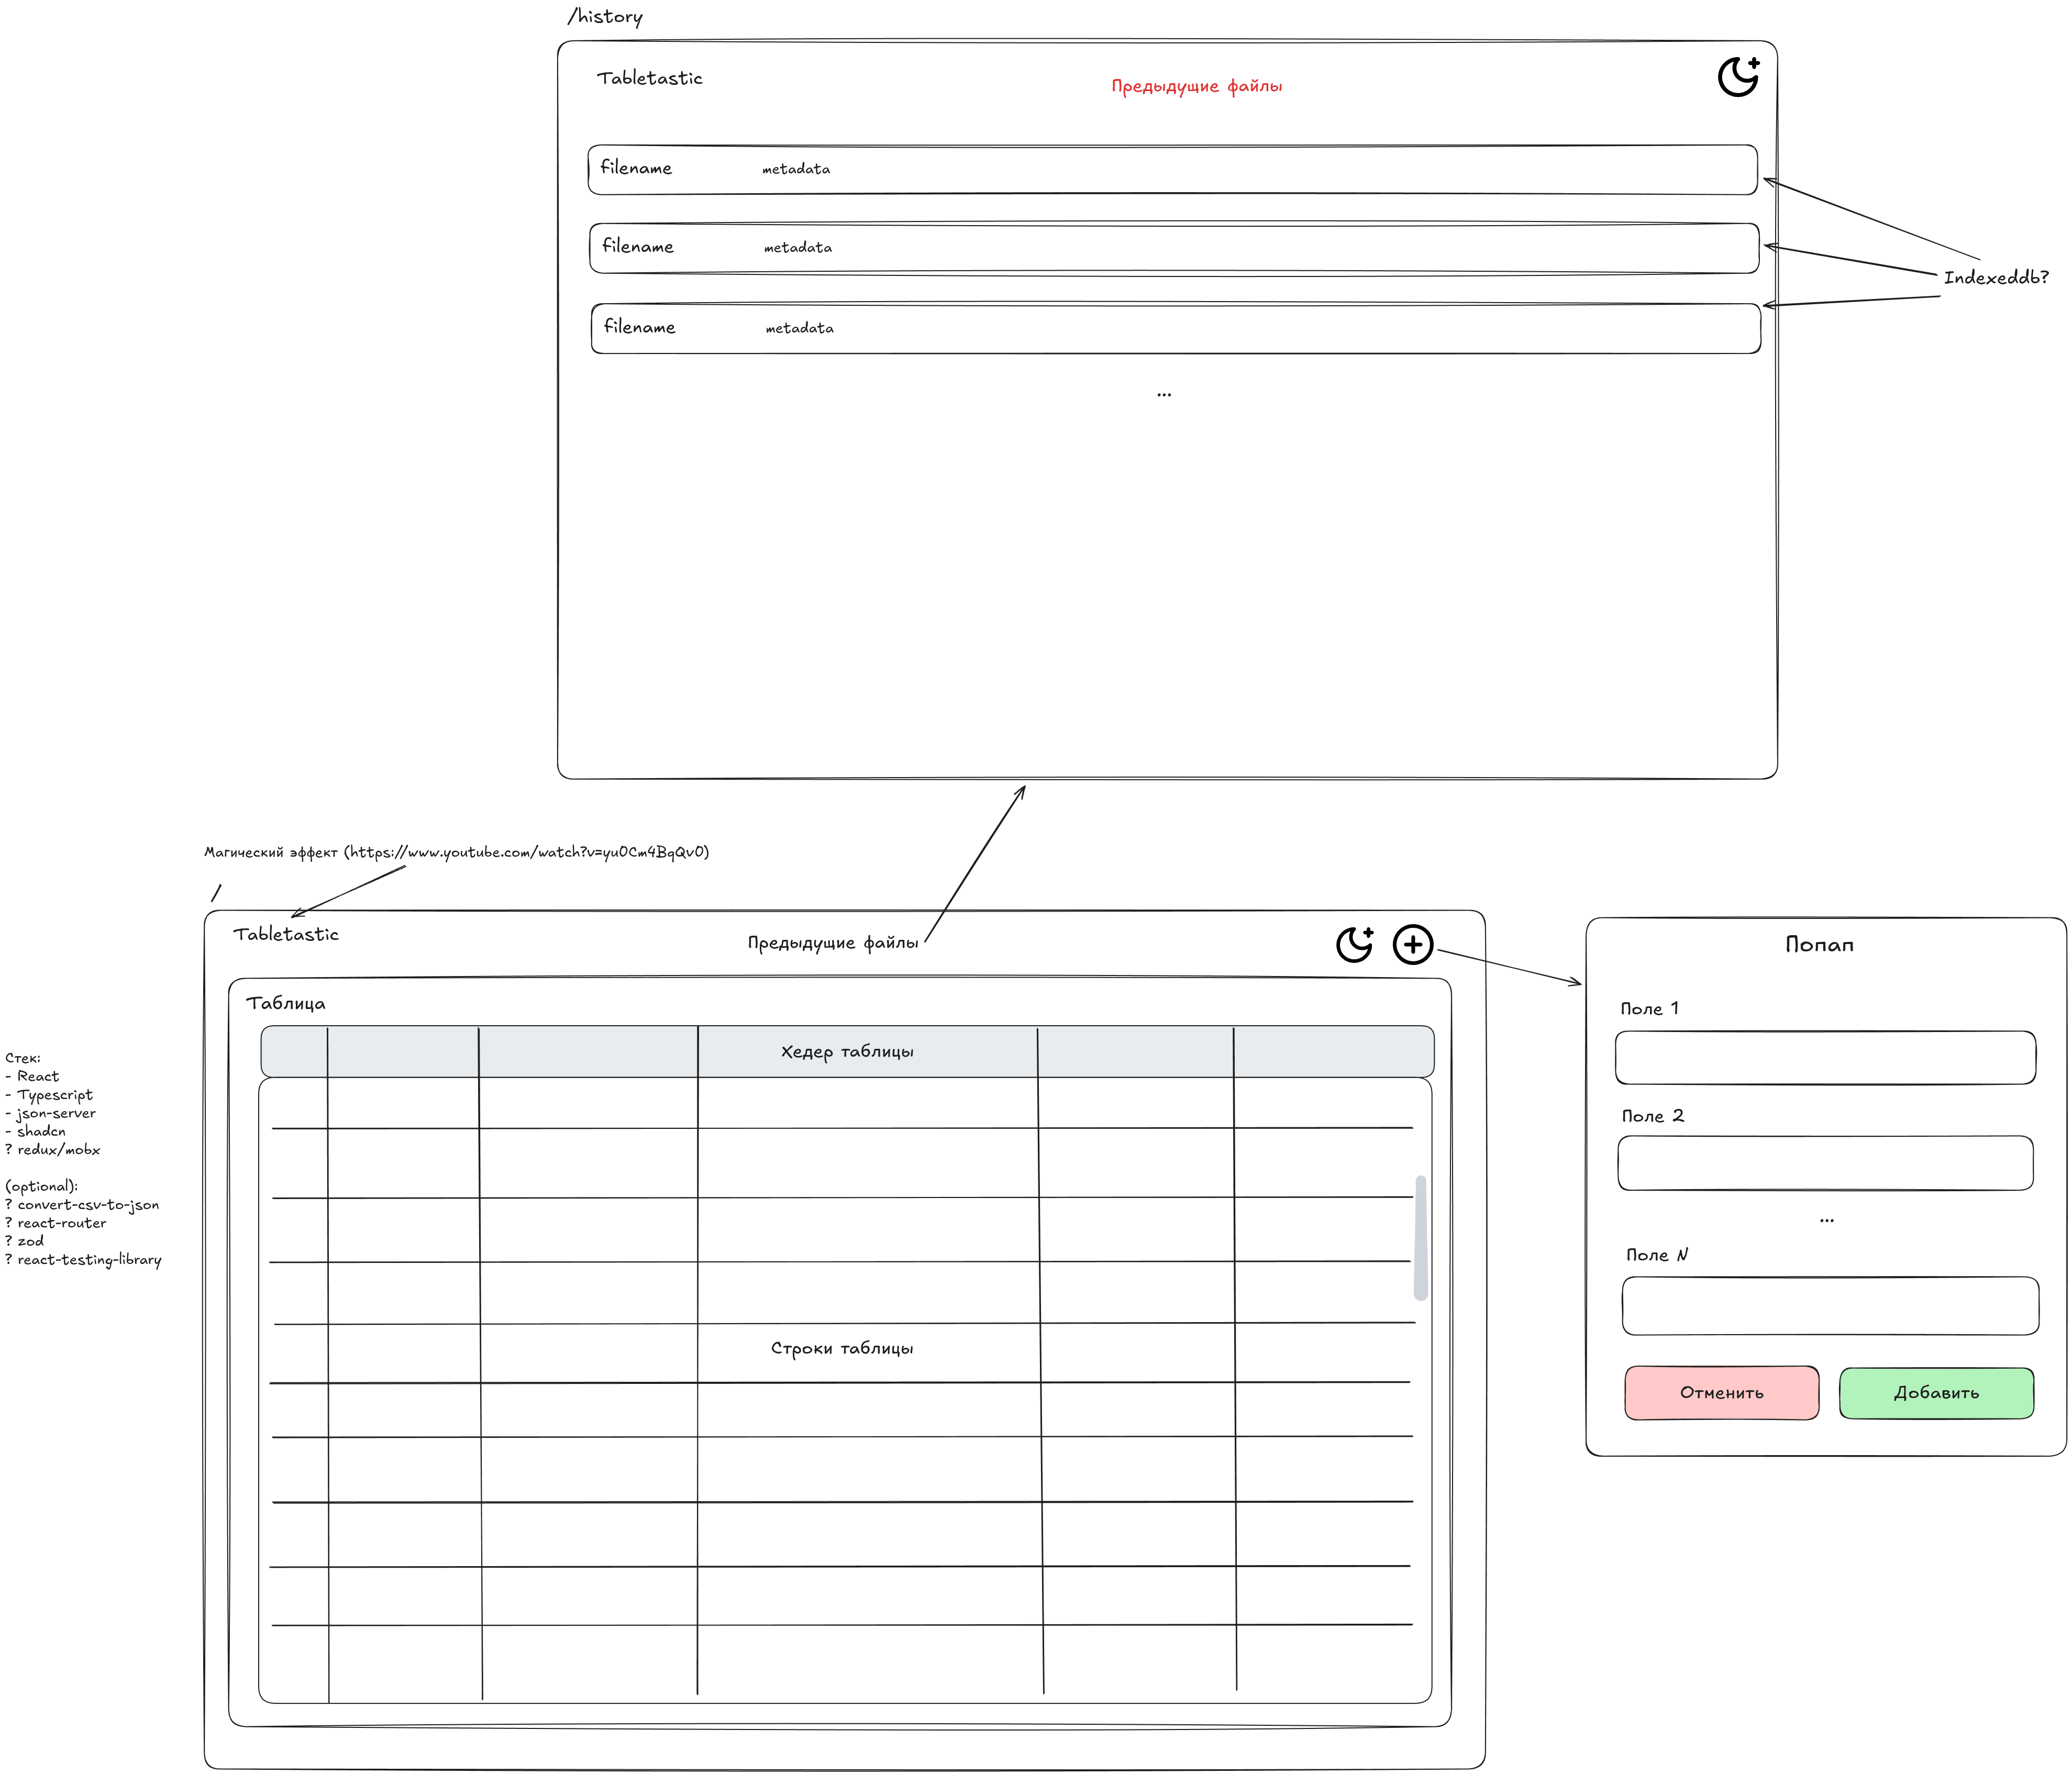 /history
Tabletastic
Предыдущие файлы
filename metadata
filename metadata
Indexeddb?
filename metadata
...
Магический эффект (https://www.youtube.com/watch?v=yu0Cm4BqQv0)
/
Tabletastic
Предыдущие файлы
Таблица
Хедер таблицы
Строки таблицы
Стек:
- React
- Typescript
- json-server
- shadcn
? redux/mobx
(optional):
? convert-csv-to-json
? react-router
? zod
? react-testing-library
Попап
Поле 1
Поле 2
...
Поле N
Отменить
Добавить